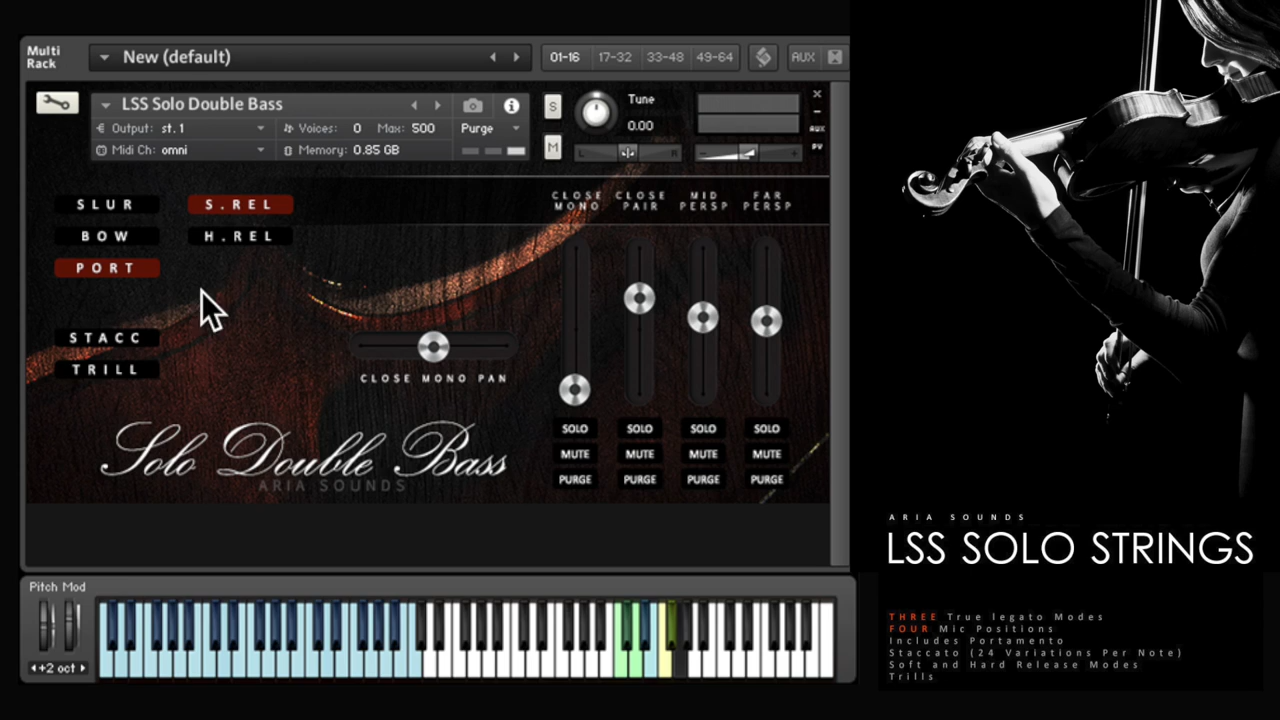 Multi
Rack
New (default)
01-16 17-32 33-48 49-64 AUX
LSS Solo Double Bass
Output: st. 1 Voices: 0 Max: 500 Purge
Midi Ch: omni Memory: 0.85 GB
S
M
Tune
0.00
L R
AUX
PV
SLUR S.REL
BOW H.REL
PORT
STACC
TRILL
CLOSE MONO CLOSE PAIR MID PERSP FAR PERSP
CLOSE MONO PAN
SOLO SOLO SOLO SOLO
MUTE MUTE MUTE MUTE
PURGE PURGE PURGE PURGE
Solo Double Bass
ARIA SOUNDS
Pitch Mod
+2 oct
ARIA SOUNDS
LSS SOLO STRINGS
THREE True legato Modes
FOUR Mic Positions
Includes Portamento
Staccato (24 Variations Per Note)
Soft and Hard Release Modes
Trills